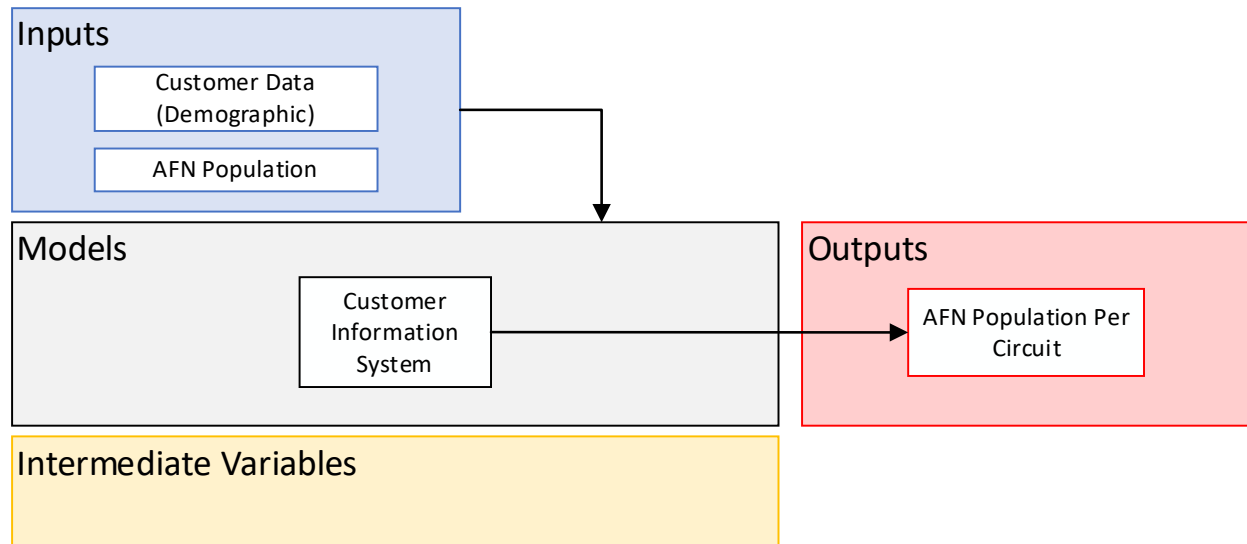 Inputs
Customer Data
(Demographic)
AFN Population
Models
Customer
Information
System
Outputs
AFN Population Per
Circuit
Intermediate Variables